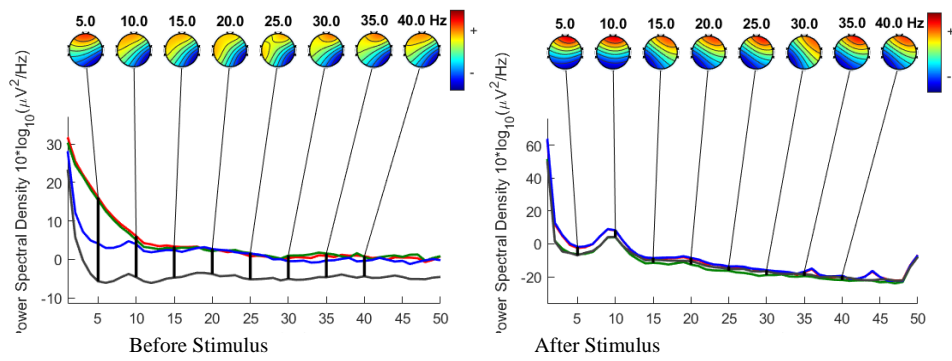 5.0 10.0 15.0 20.0 25.0 30.0 35.0 40.0 Hz
+
-
Power Spectral Density 10*log10(μV2/Hz)
30
20
10
0
-10
5 10 15 20 25 30 35 40 45 50
Before Stimulus
5.0 10.0 15.0 20.0 25.0 30.0 35.0 40.0 Hz
+
-
Power Spectral Density 10*log10(μV2/Hz)
60
40
20
0
-20
5 10 15 20 25 30 35 40 45 50
After Stimulus